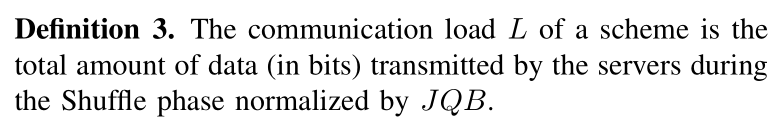 Definition 3. The communication load L of a scheme is the
total amount of data (in bits) transmitted by the servers during
the Shuffle phase normalized by JQB.